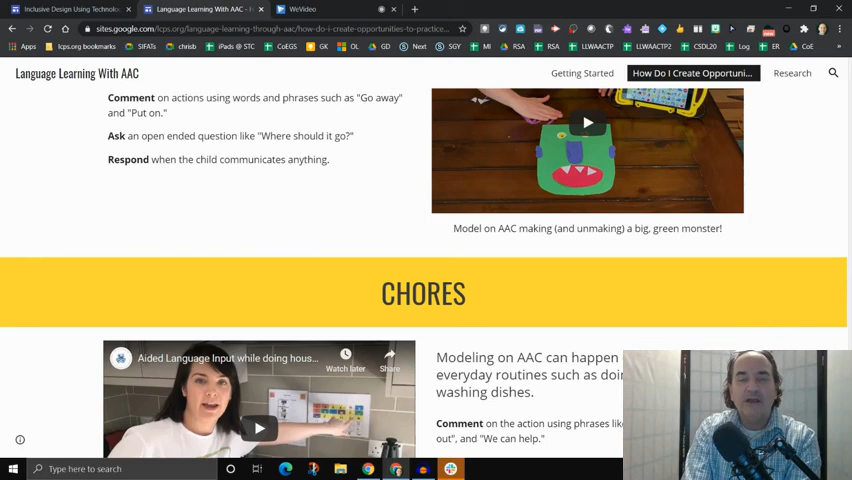 Inclusive Design Using Technolo
Language Learning With AAC - H
WeVideo
sites.google.com/lcps.org/language-learning-through-aac/how-do-i-create-opportunities-to-practice...
Apps
lcps.org bookmarks
SIFATs
chrisb
iPads @ STC
CoEGS
GK
OL
GD
Next
SGY
MI
RSA
RSA
LLWAACTP
LLWAACTP2
CSDL20
Log
ER
CoE
Language Learning With AAC
Getting Started
How Do I Create Opportuni...
Research
Comment on actions using words and phrases such as "Go away"
and "Put on."
Ask an open ended question like "Where should it go?"
Respond when the child communicates anything.
Model on AAC making (and unmaking) a big, green monster!
CHORES
Aided Language Input while doing hous...
Watch later
Share
Modeling on AAC can happen
everyday routines such as doin
washing dishes.
Comment on the action using phrases like
out", and "We can help."
Type here to search